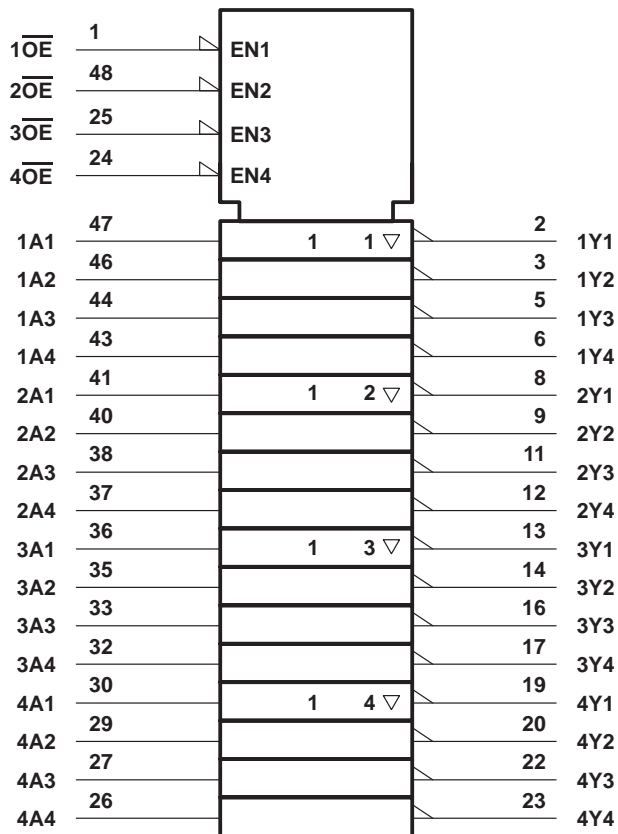 1O̅E̅ 1 EN1
2O̅E̅ 48 EN2
3O̅E̅ 25 EN3
4O̅E̅ 24 EN4
1A1 47 1 1 ▽ 2 1Y1
1A2 46 3 1Y2
1A3 44 5 1Y3
1A4 43 6 1Y4
2A1 41 1 2 ▽ 8 2Y1
2A2 40 9 2Y2
2A3 38 11 2Y3
2A4 37 12 2Y4
3A1 36 1 3 ▽ 13 3Y1
3A2 35 14 3Y2
3A3 33 16 3Y3
3A4 32 17 3Y4
4A1 30 1 4 ▽ 19 4Y1
4A2 29 20 4Y2
4A3 27 22 4Y3
4A4 26 23 4Y4